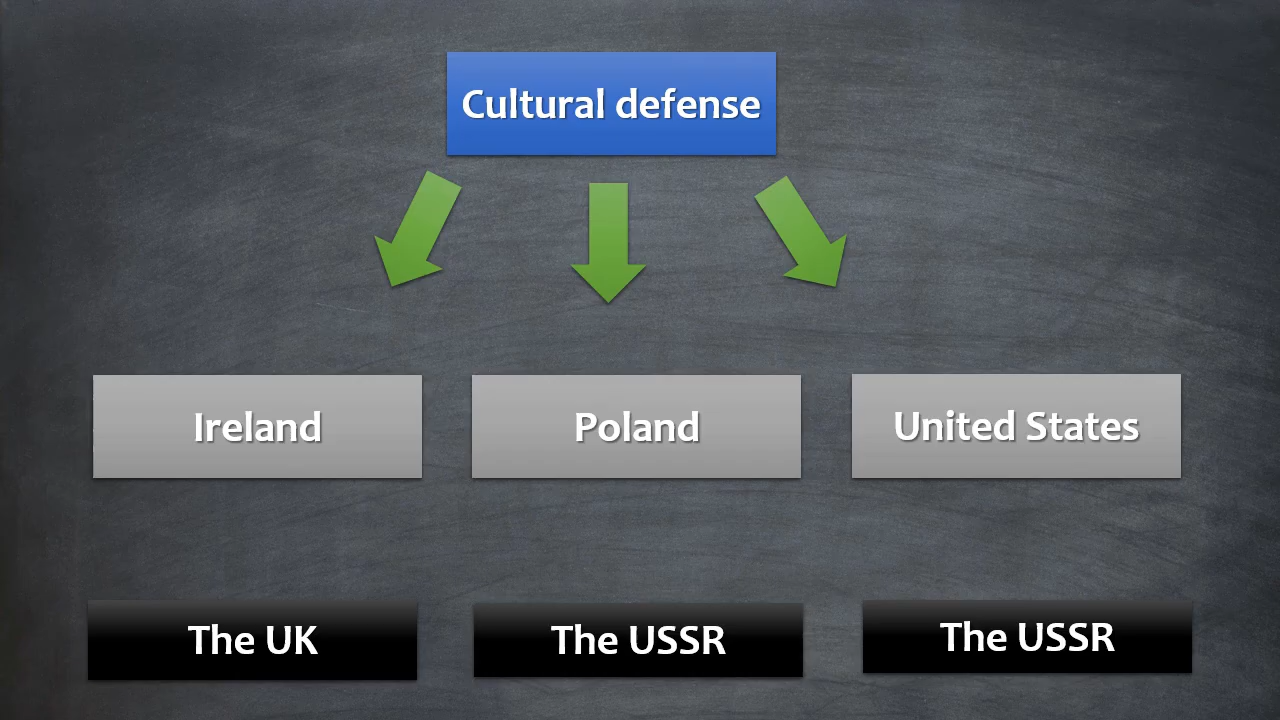 Cultural defense
Ireland
Poland
United States
The UK
The USSR
The USSR